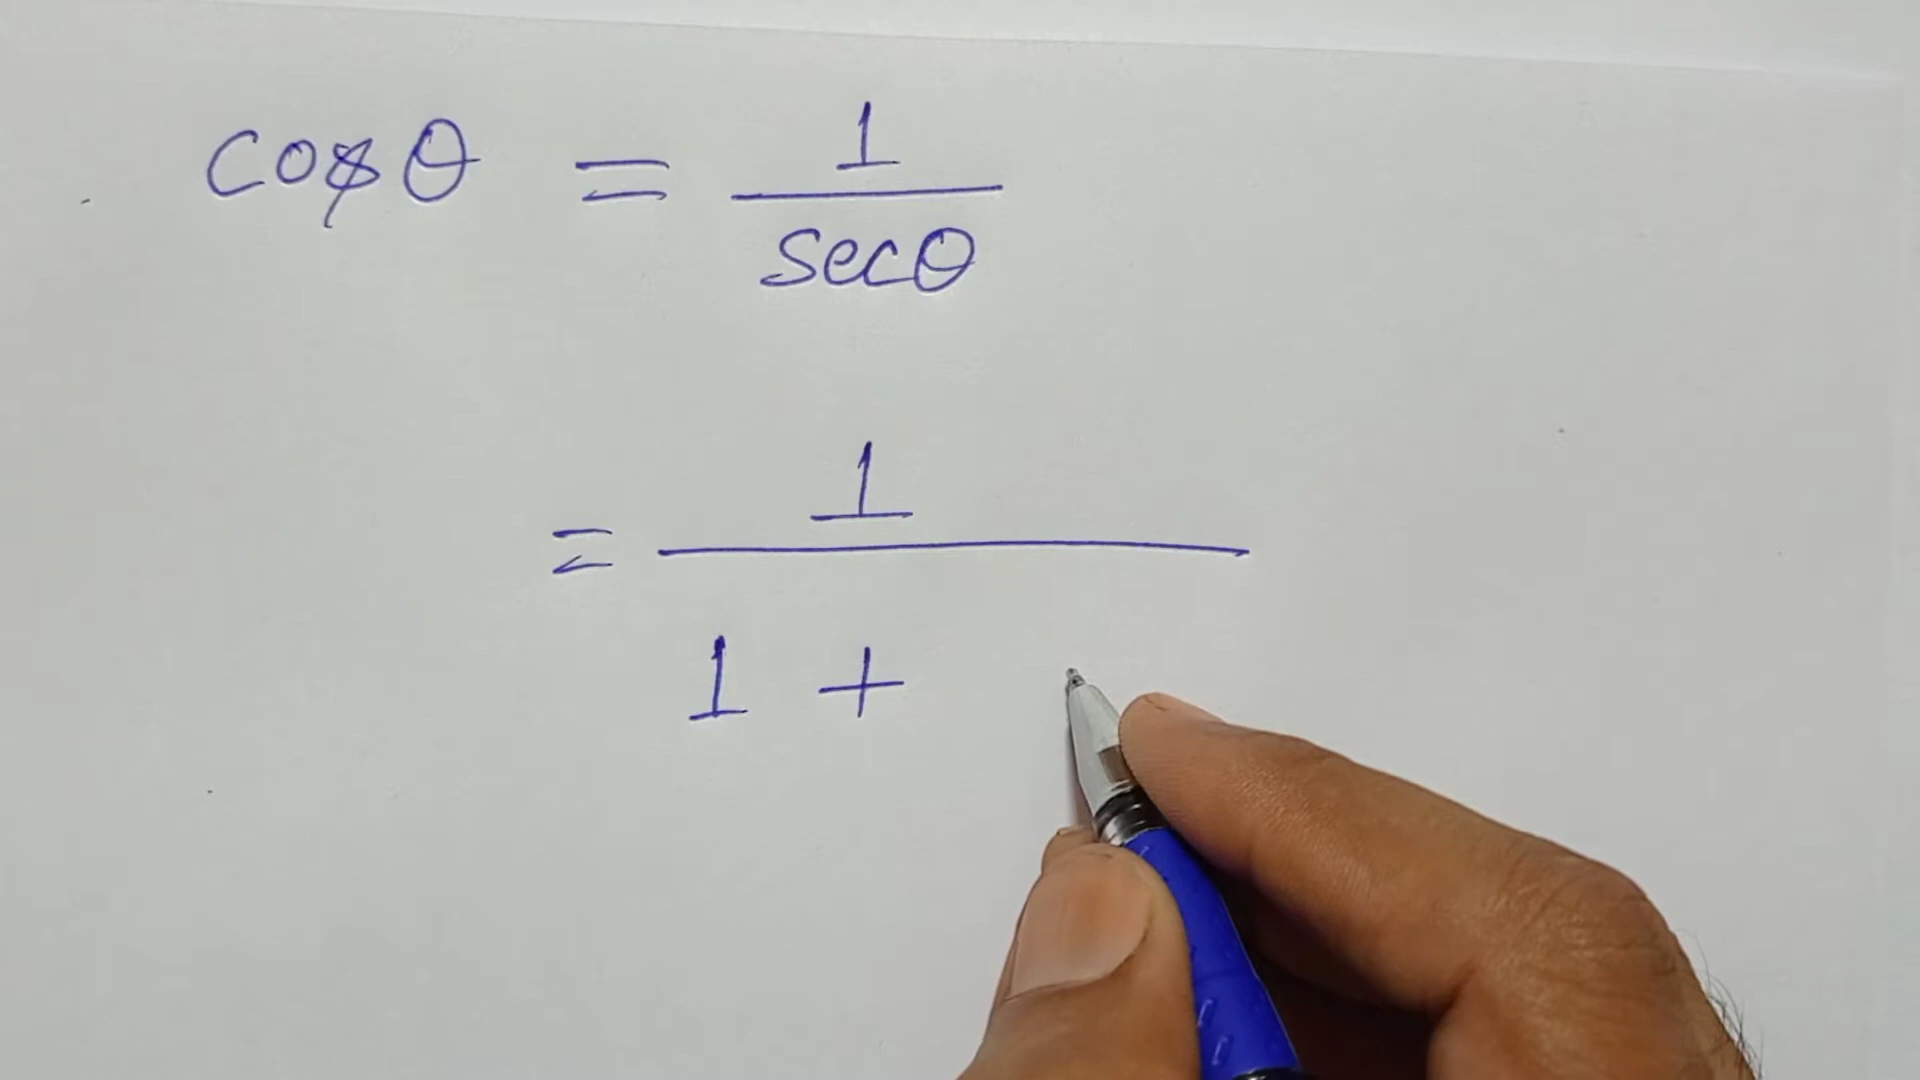 cosθ = 1/secθ
= 1/1 +